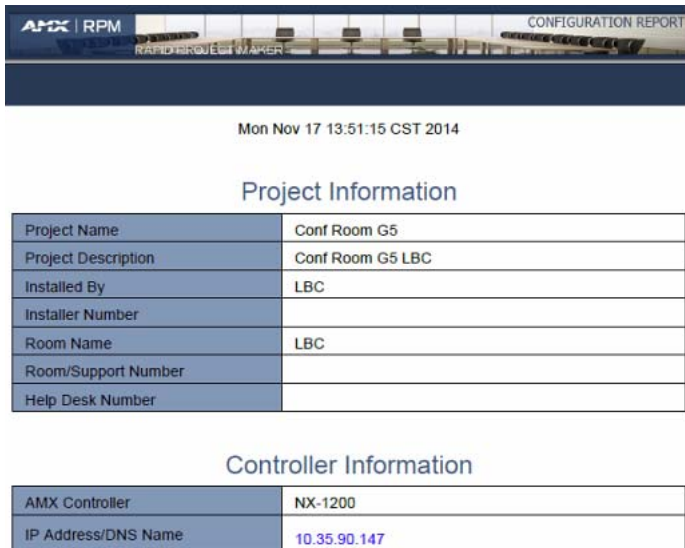 AMX | RPM
CONFIGURATION REPORT
RAPID PROJECT MAKER
Mon Nov 17 13:51:15 CST 2014
Project Information
Project Name Conf Room G5
Project Description Conf Room G5 LBC
Installed By LBC
Installer Number
Room Name LBC
Room/Support Number
Help Desk Number
Controller Information
AMX Controller NX-1200
IP Address/DNS Name 10.35.90.147